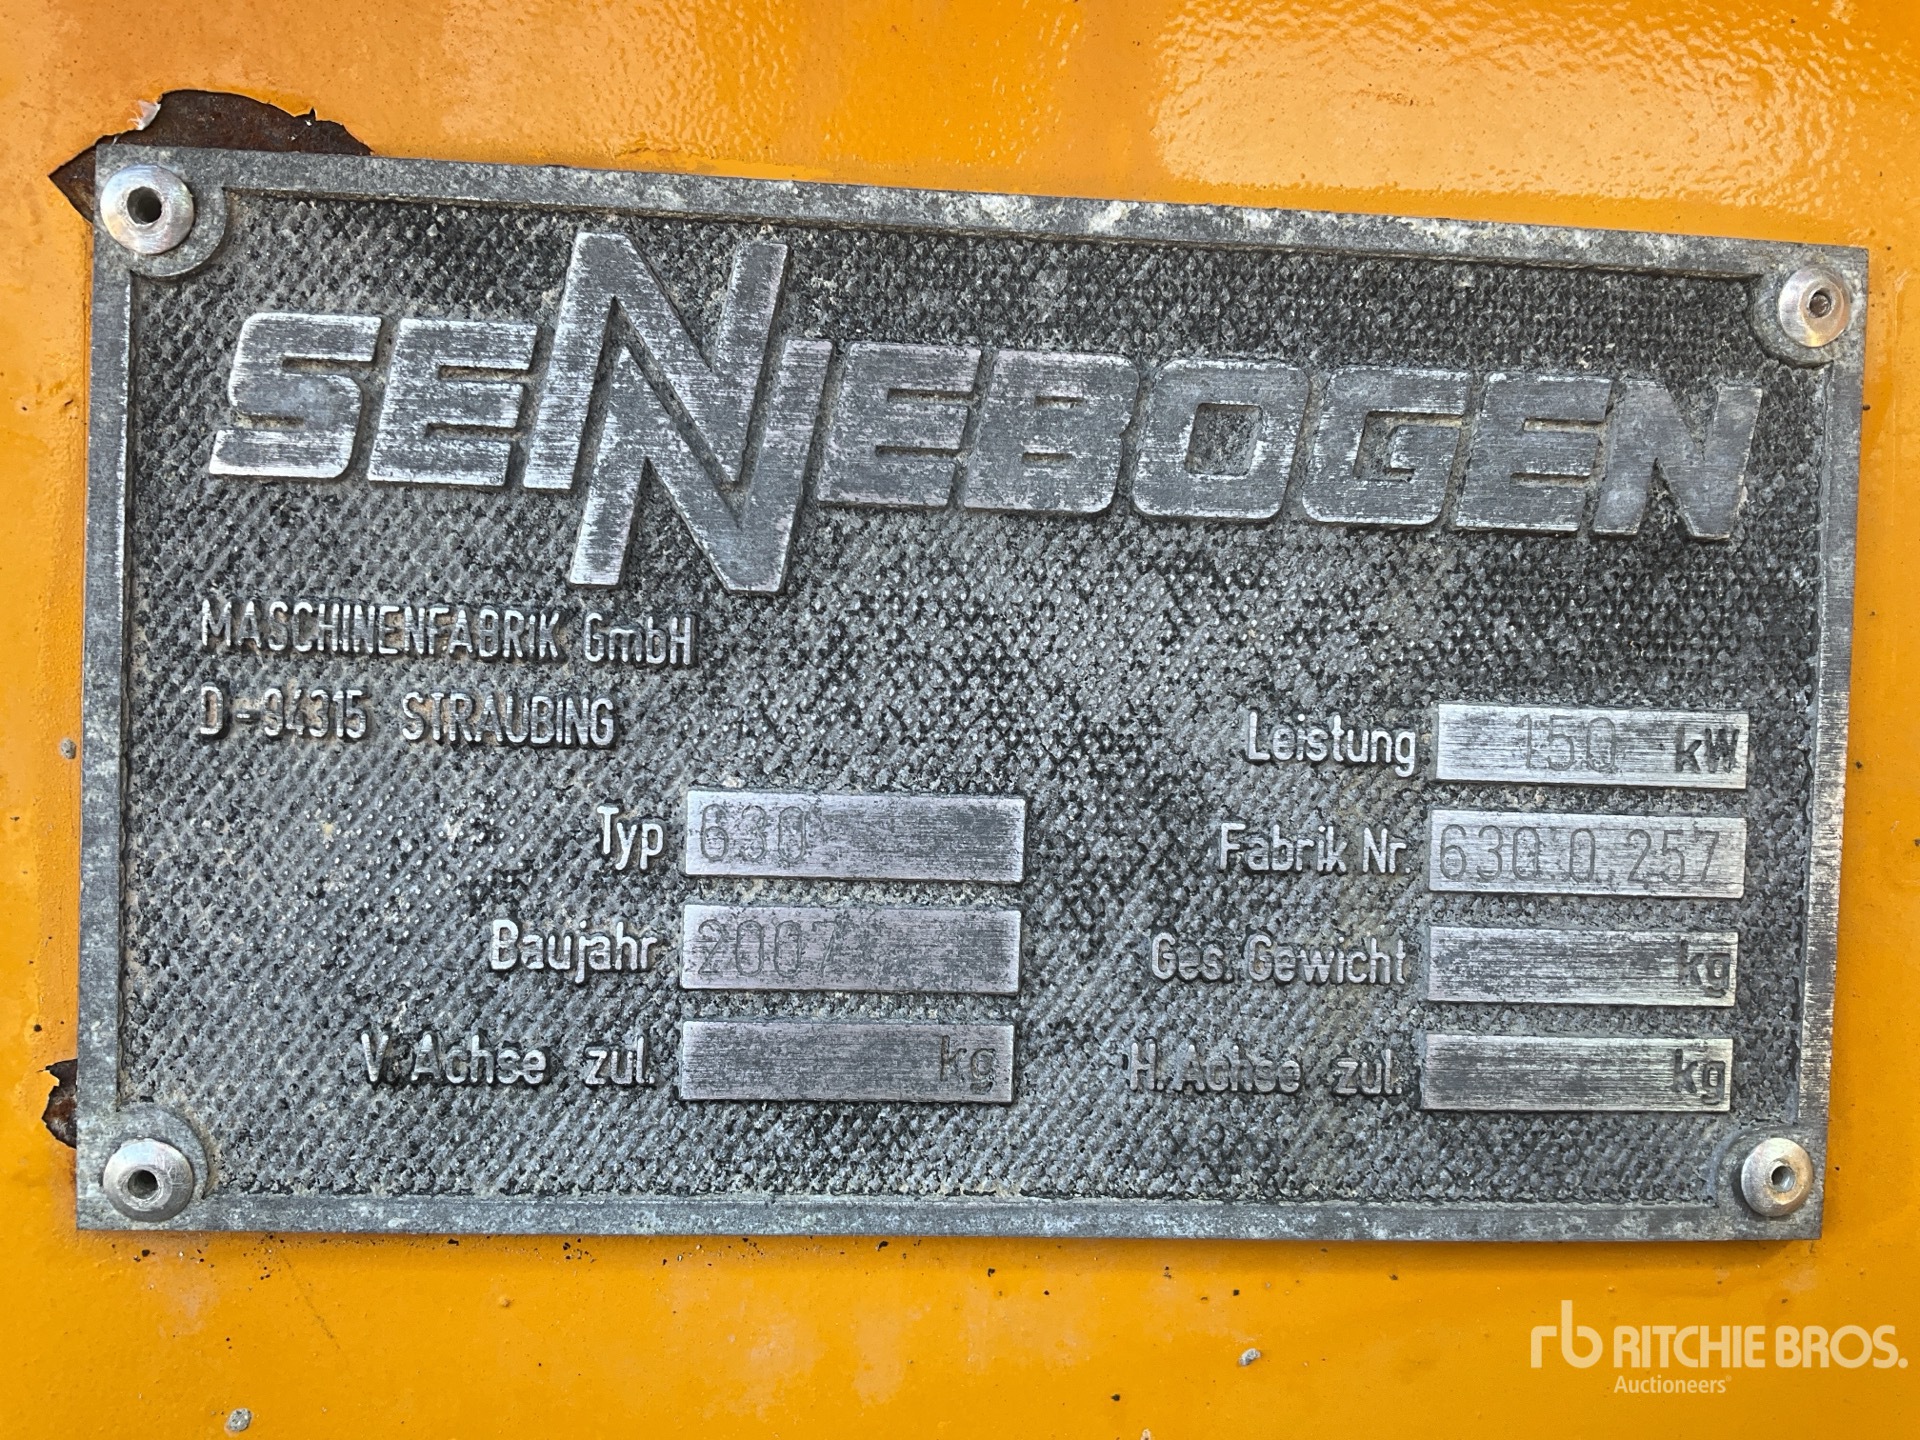 SENNEBOGEN
MASCHINENFABRIK GmbH
D-94315 STRAUBING
Leistung 150 kW
Typ 630
Fabrik Nr. 630.0.257
Baujahr 2007
Ges. Gewicht kg
V. Achse zul. kg
H. Achse zul. kg
rb RITCHIE BROS.
Auctioneers